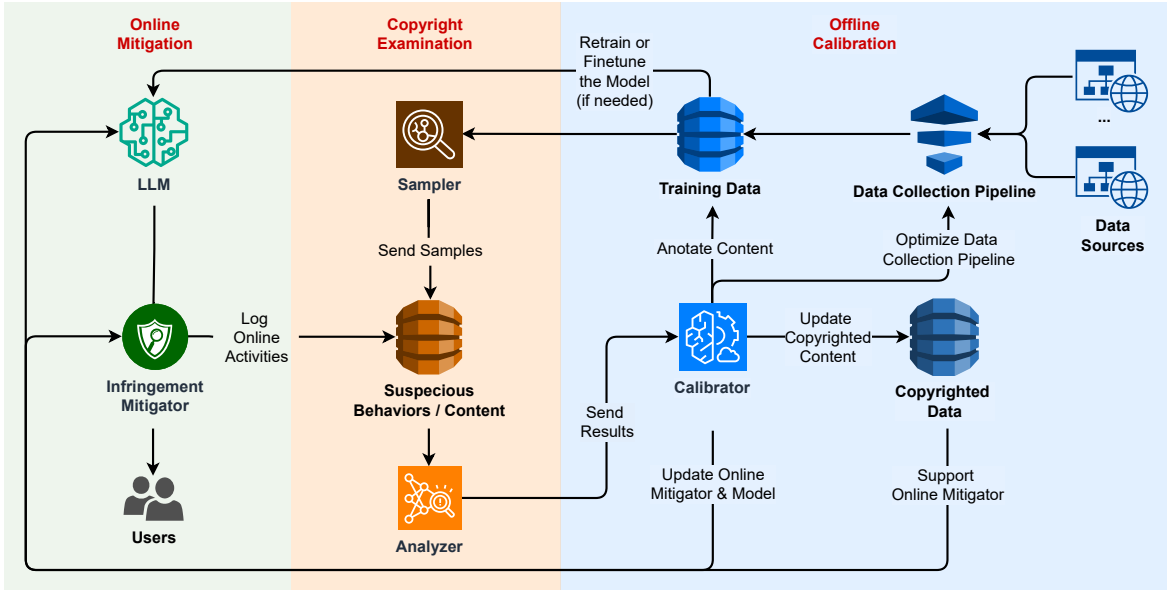 Online
Mitigation
Copyright
Examination
Offline
Calibration
Retrain or
Finetune
the Model
(if needed)
...
LLM
Sampler
Training Data
Data Collection Pipeline
Data
Sources
Send Samples
Anotate Content
Optimize Data
Collection Pipeline
Log
Online
Activities
Update
Copyrighted
Content
Infringement
Mitigator
Suspecious
Behaviors / Content
Calibrator
Copyrighted
Data
Send
Results
Update Online
Mitigator & Model
Support
Online Mitigator
Users
Analyzer